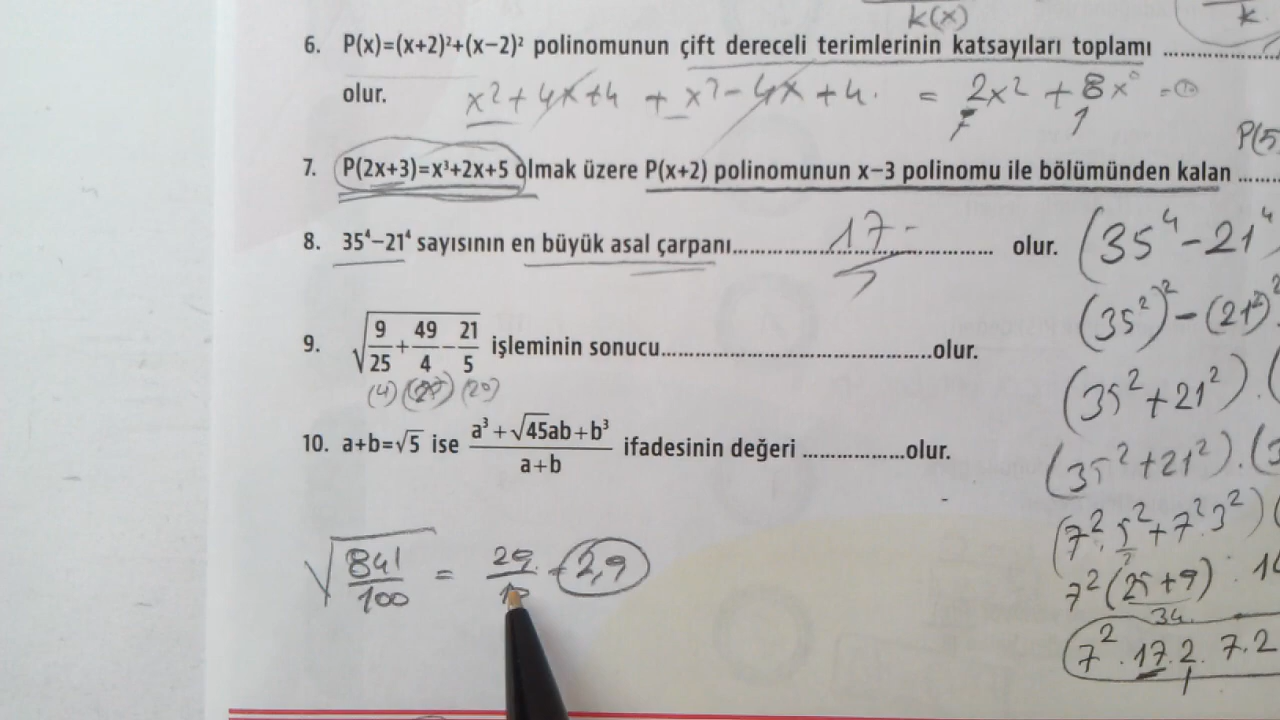 k(x)
k
6. P(x)=(x+2)²+(x−2)² polinomunun çift dereceli terimlerinin katsayıları toplamı ..............
olur. x² + 4x + 4 + x² − 4x + 4. = 2x² + 8x⁰ =
P(5
7. P(2x+3)=x³+2x+5 olmak üzere P(x+2) polinomunun x−3 polinomu ile bölümünden kalan ......
8. 35⁴−21⁴ sayısının en büyük asal çarpanı.................17................. olur. (35⁴ − 21⁴
(35²)² − (21²)²
9. √(9/25 + 49/4 − 21/5) işleminin sonucu.................................................olur.
(4) (20)
(35² + 21²) . (
10. a+b=√5 ise (a³+√45ab+b³)/(a+b) ifadesinin değeri ..................olur.
(35² + 21²) . (3
(7² . 5² + 7² 3²) (
√(841/100) = 29/10 = 2,9
7² (25 + 9) . 16
34
7² . 17 . 2 . 7 . 2